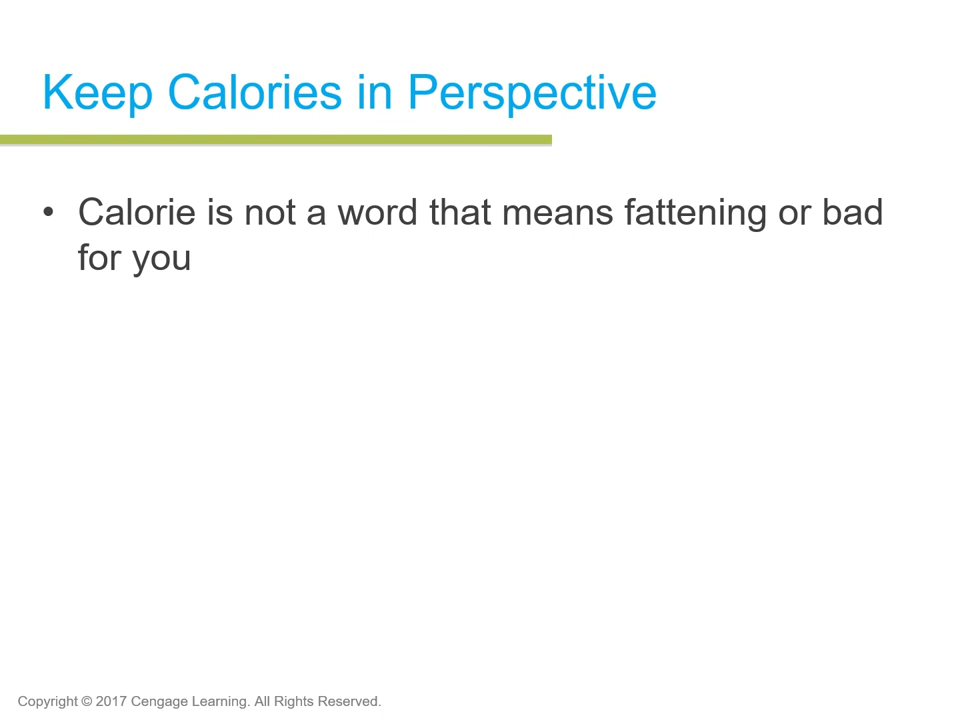 Keep Calories in Perspective
• Calorie is not a word that means fattening or bad
for you
Copyright © 2017 Cengage Learning. All Rights Reserved.